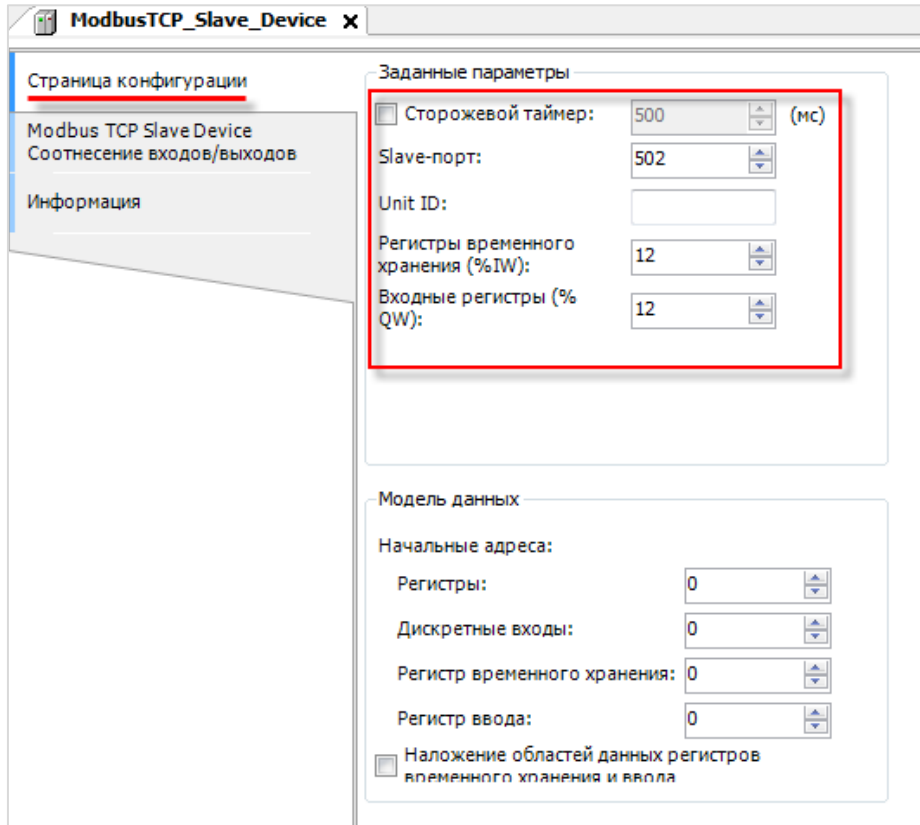 ModbusTCP_Slave_Device X
Страница конфигурации
Modbus TCP Slave Device
Соотнесение входов/выходов
Информация
Заданные параметры
Сторожевой таймер: 500 (мс)
Slave-порт: 502
Unit ID:
Регистры временного
хранения (%IW): 12
Входные регистры (%
QW): 12
Модель данных
Начальные адреса:
Регистры: 0
Дискретные входы: 0
Регистр временного хранения: 0
Регистр ввода: 0
Наложение областей данных регистров
временного хранения и ввода